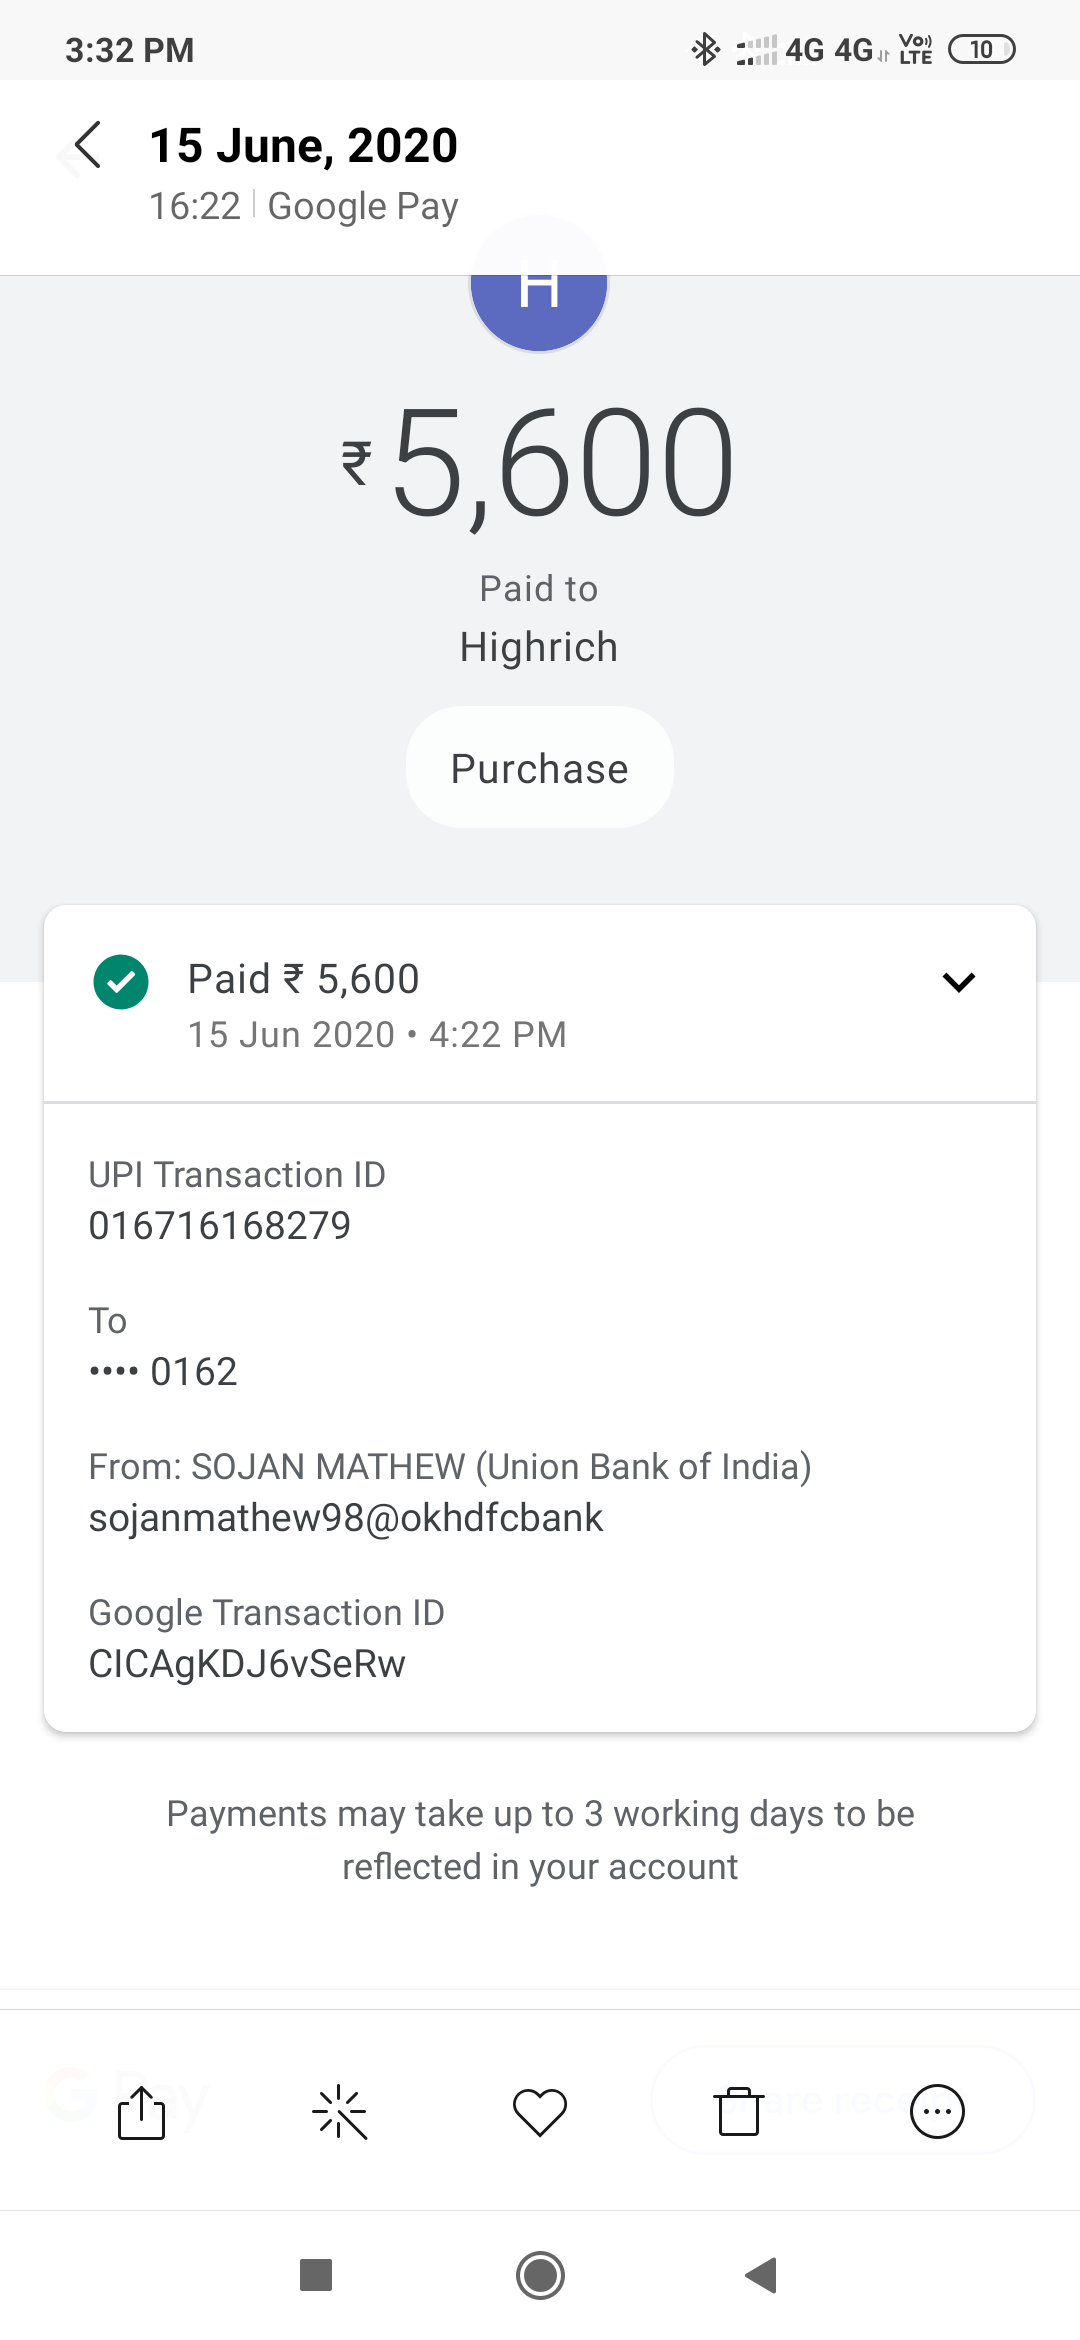 3:32 PM
4G 4G VoLTE 10
15 June, 2020
16:22 | Google Pay
H
₹5,600
Paid to
Highrich
Purchase
Paid ₹ 5,600
15 Jun 2020 • 4:22 PM
UPI Transaction ID
016716168279
To
•••• 0162
From: SOJAN MATHEW (Union Bank of India)
sojanmathew98@okhdfcbank
Google Transaction ID
CICAgKDJ6vSeRw
Payments may take up to 3 working days to be
reflected in your account
G Pay